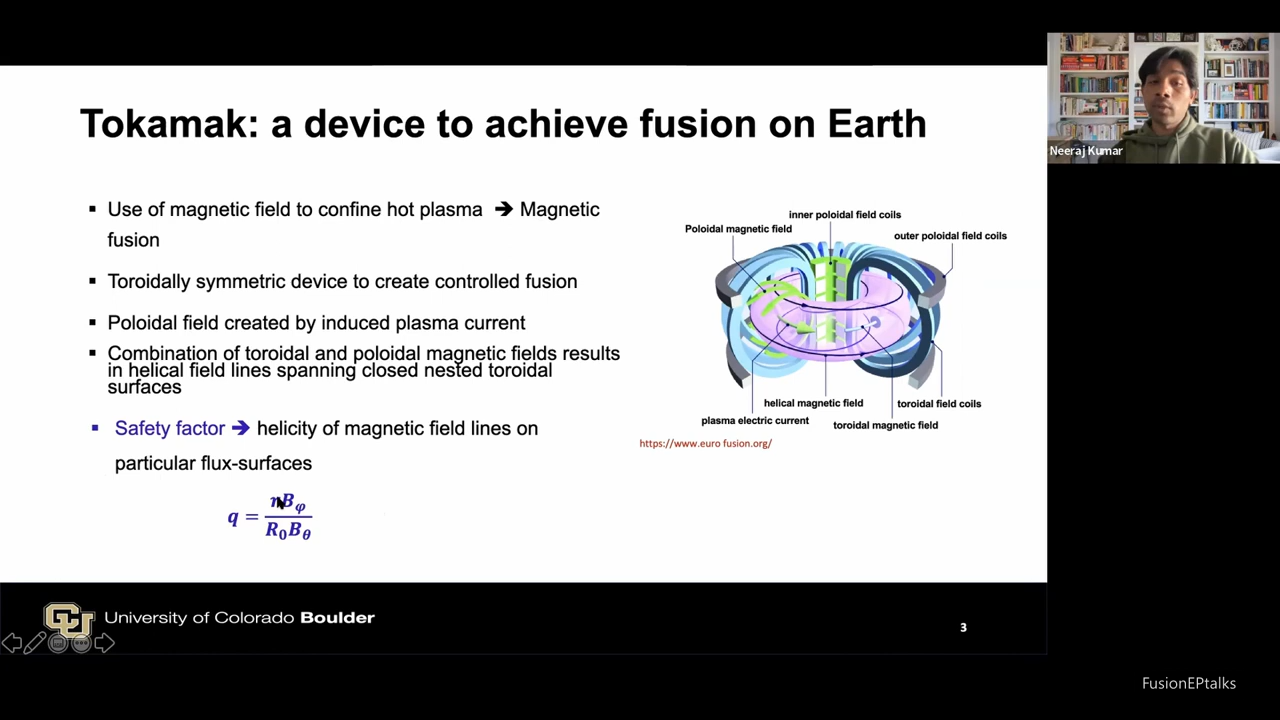 Tokamak: a device to achieve fusion on Earth
Neeraj Kumar
▪ Use of magnetic field to confine hot plasma ➔ Magnetic
fusion
▪ Toroidally symmetric device to create controlled fusion
▪ Poloidal field created by induced plasma current
▪ Combination of toroidal and poloidal magnetic fields results
in helical field lines spanning closed nested toroidal
surfaces
▪ Safety factor ➔ helicity of magnetic field lines on
particular flux-surfaces
q = rBφ / R₀Bθ
inner poloidal field coils
Poloidal magnetic field
outer poloidal field coils
helical magnetic field
toroidal field coils
plasma electric current
toroidal magnetic field
https://www.euro fusion.org/
CU
University of Colorado Boulder
3
FusionEPtalks